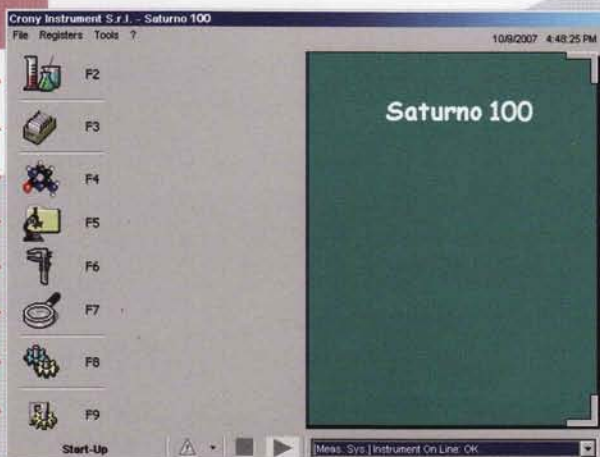 Crony Instrument S.r.l. - Saturno 100
File Registers Tools ?
10/9/2007 4:48:25 PM
F2
F3
F4
F5
F6
F7
F8
F9
Saturno 100
Start-Up
Meas. Sys.] Instrument On Line: OK